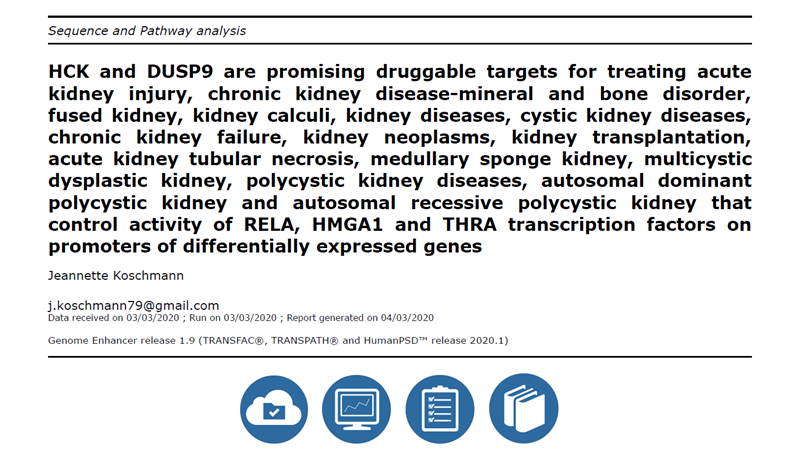 Sequence and Pathway analysis
HCK and DUSP9 are promising druggable targets for treating acute
kidney injury, chronic kidney disease-mineral and bone disorder,
fused kidney, kidney calculi, kidney diseases, cystic kidney diseases,
chronic kidney failure, kidney neoplasms, kidney transplantation,
acute kidney tubular necrosis, medullary sponge kidney, multicystic
dysplastic kidney, polycystic kidney diseases, autosomal dominant
polycystic kidney and autosomal recessive polycystic kidney that
control activity of RELA, HMGA1 and THRA transcription factors on
promoters of differentially expressed genes
Jeannette Koschmann
j.koschmann79@gmail.com
Data received on 03/03/2020 ; Run on 03/03/2020 ; Report generated on 04/03/2020
Genome Enhancer release 1.9 (TRANSFAC®, TRANSPATH® and HumanPSD™ release 2020.1)